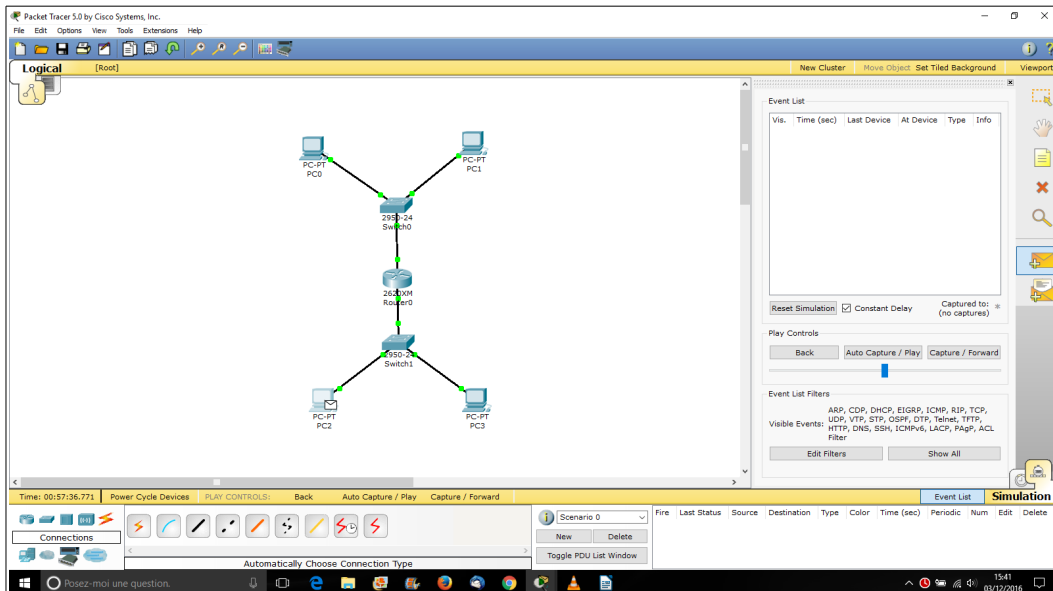 Packet Tracer 5.0 by Cisco Systems, Inc.
File Edit Options View Tools Extensions Help
Logical [Root] New Cluster Move Object Set Tiled Background Viewport
Event List
Vis. Time (sec) Last Device At Device Type Info
PC-PT
PC0
PC-PT
PC1
2950-24
Switch0
2620XM
Router0
2950-24
Switch1
PC-PT
PC2
PC-PT
PC3
Reset Simulation Constant Delay Captured to: *
(no captures)
Play Controls
Back Auto Capture / Play Capture / Forward
Event List Filters
Visible Events: ARP, CDP, DHCP, EIGRP, ICMP, RIP, TCP,
UDP, VTP, STP, OSPF, DTP, Telnet, TFTP,
HTTP, DNS, SSH, ICMPv6, LACP, PAgP, ACL
Filter
Edit Filters Show All
Time: 00:57:36.771 Power Cycle Devices PLAY CONTROLS: Back Auto Capture / Play Capture / Forward Event List Simulation
Connections
Automatically Choose Connection Type
Scenario 0
New Delete
Toggle PDU List Window
Fire Last Status Source Destination Type Color Time (sec) Periodic Num Edit Delete
Posez-moi une question.
15:41
03/12/2016